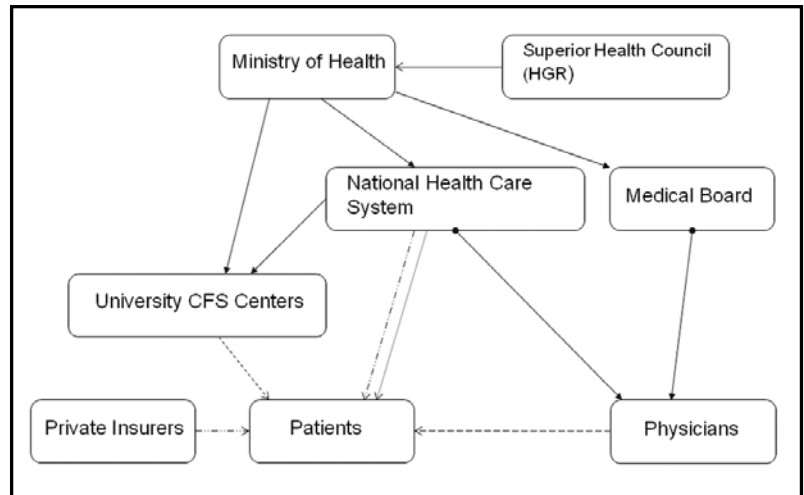 Ministry of Health
Superior Health Council
(HGR)
National Health Care
System
Medical Board
University CFS Centers
Private Insurers
Patients
Physicians